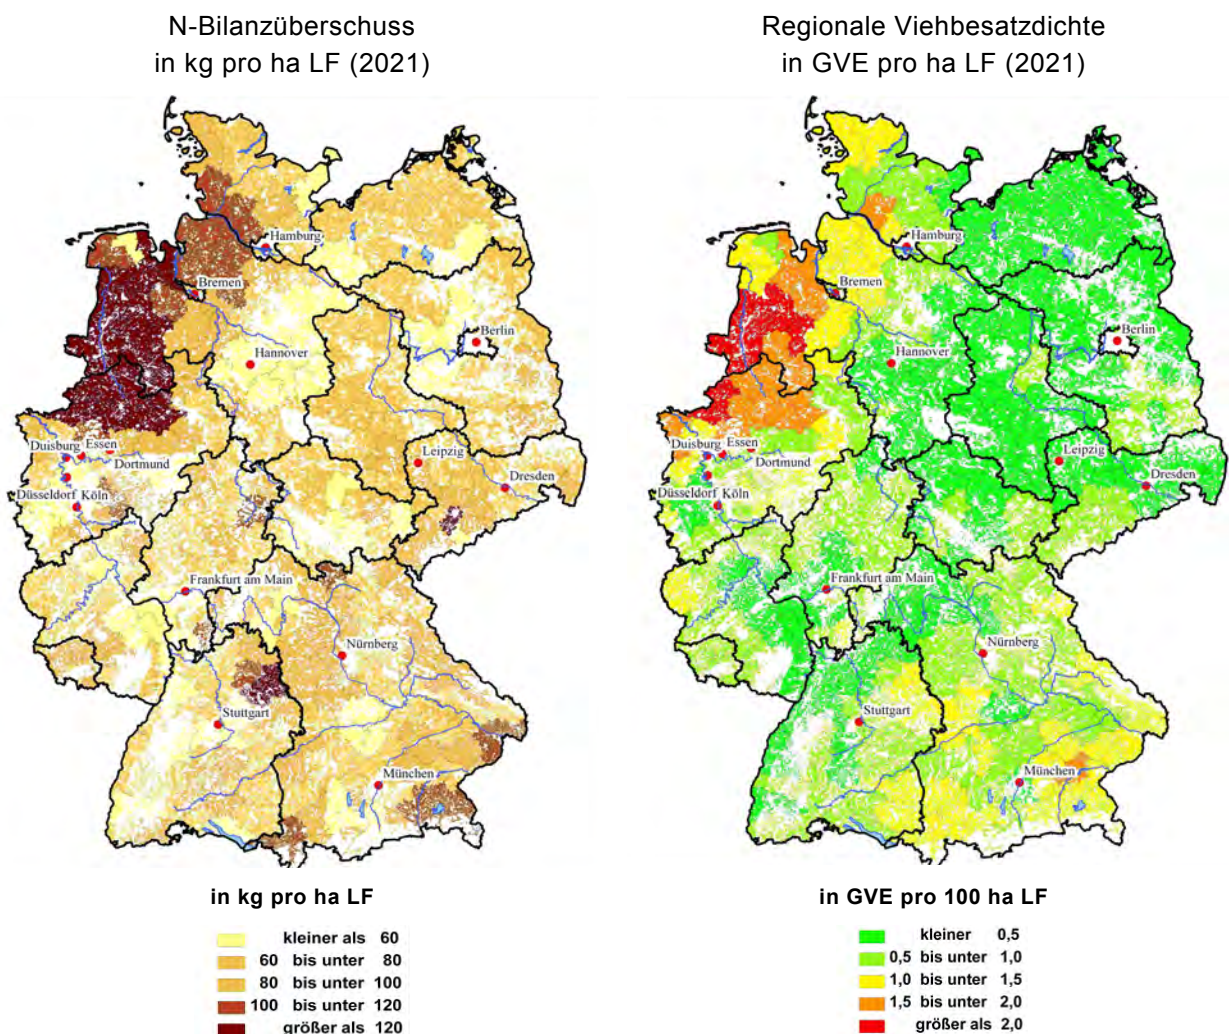 N-Bilanzüberschuss
in kg pro ha LF (2021)
Hamburg
Bremen
Berlin
Hannover
Duisburg
Essen
Dortmund
Düsseldorf
Köln
Leipzig
Dresden
Frankfurt am Main
Nürnberg
Stuttgart
München
in kg pro ha LF
kleiner als 60
60 bis unter 80
80 bis unter 100
100 bis unter 120
größer als 120
Regionale Viehbesatzdichte
in GVE pro ha LF (2021)
Hamburg
Bremen
Berlin
Hannover
Duisburg
Essen
Dortmund
Düsseldorf
Köln
Leipzig
Dresden
Frankfurt am Main
Nürnberg
Stuttgart
München
in GVE pro 100 ha LF
kleiner 0,5
0,5 bis unter 1,0
1,0 bis unter 1,5
1,5 bis unter 2,0
größer als 2,0